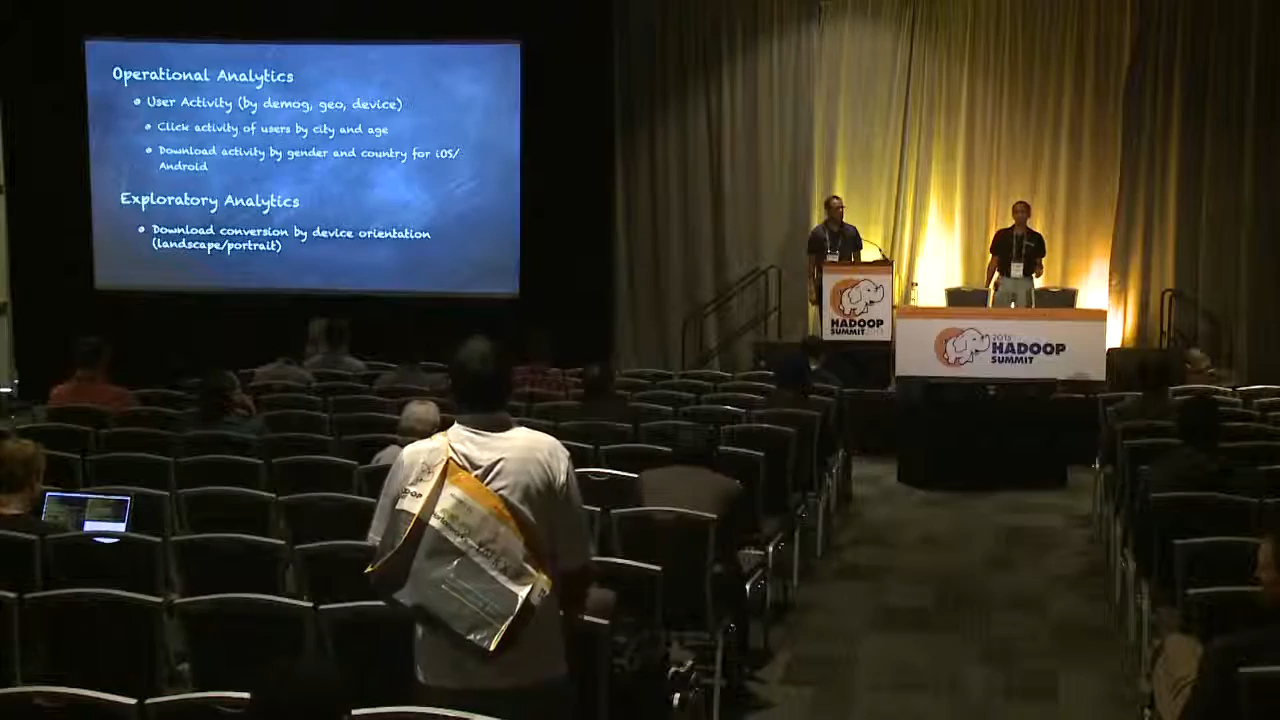 Operational Analytics
• User Activity (by demog, geo, device)
• Click activity of users by city and age
• Download activity by gender and country for iOS/
Android
Exploratory Analytics
• Download conversion by device orientation
(landscape/portrait)
HADOOP
SUMMIT
2015
HADOOP
SUMMIT